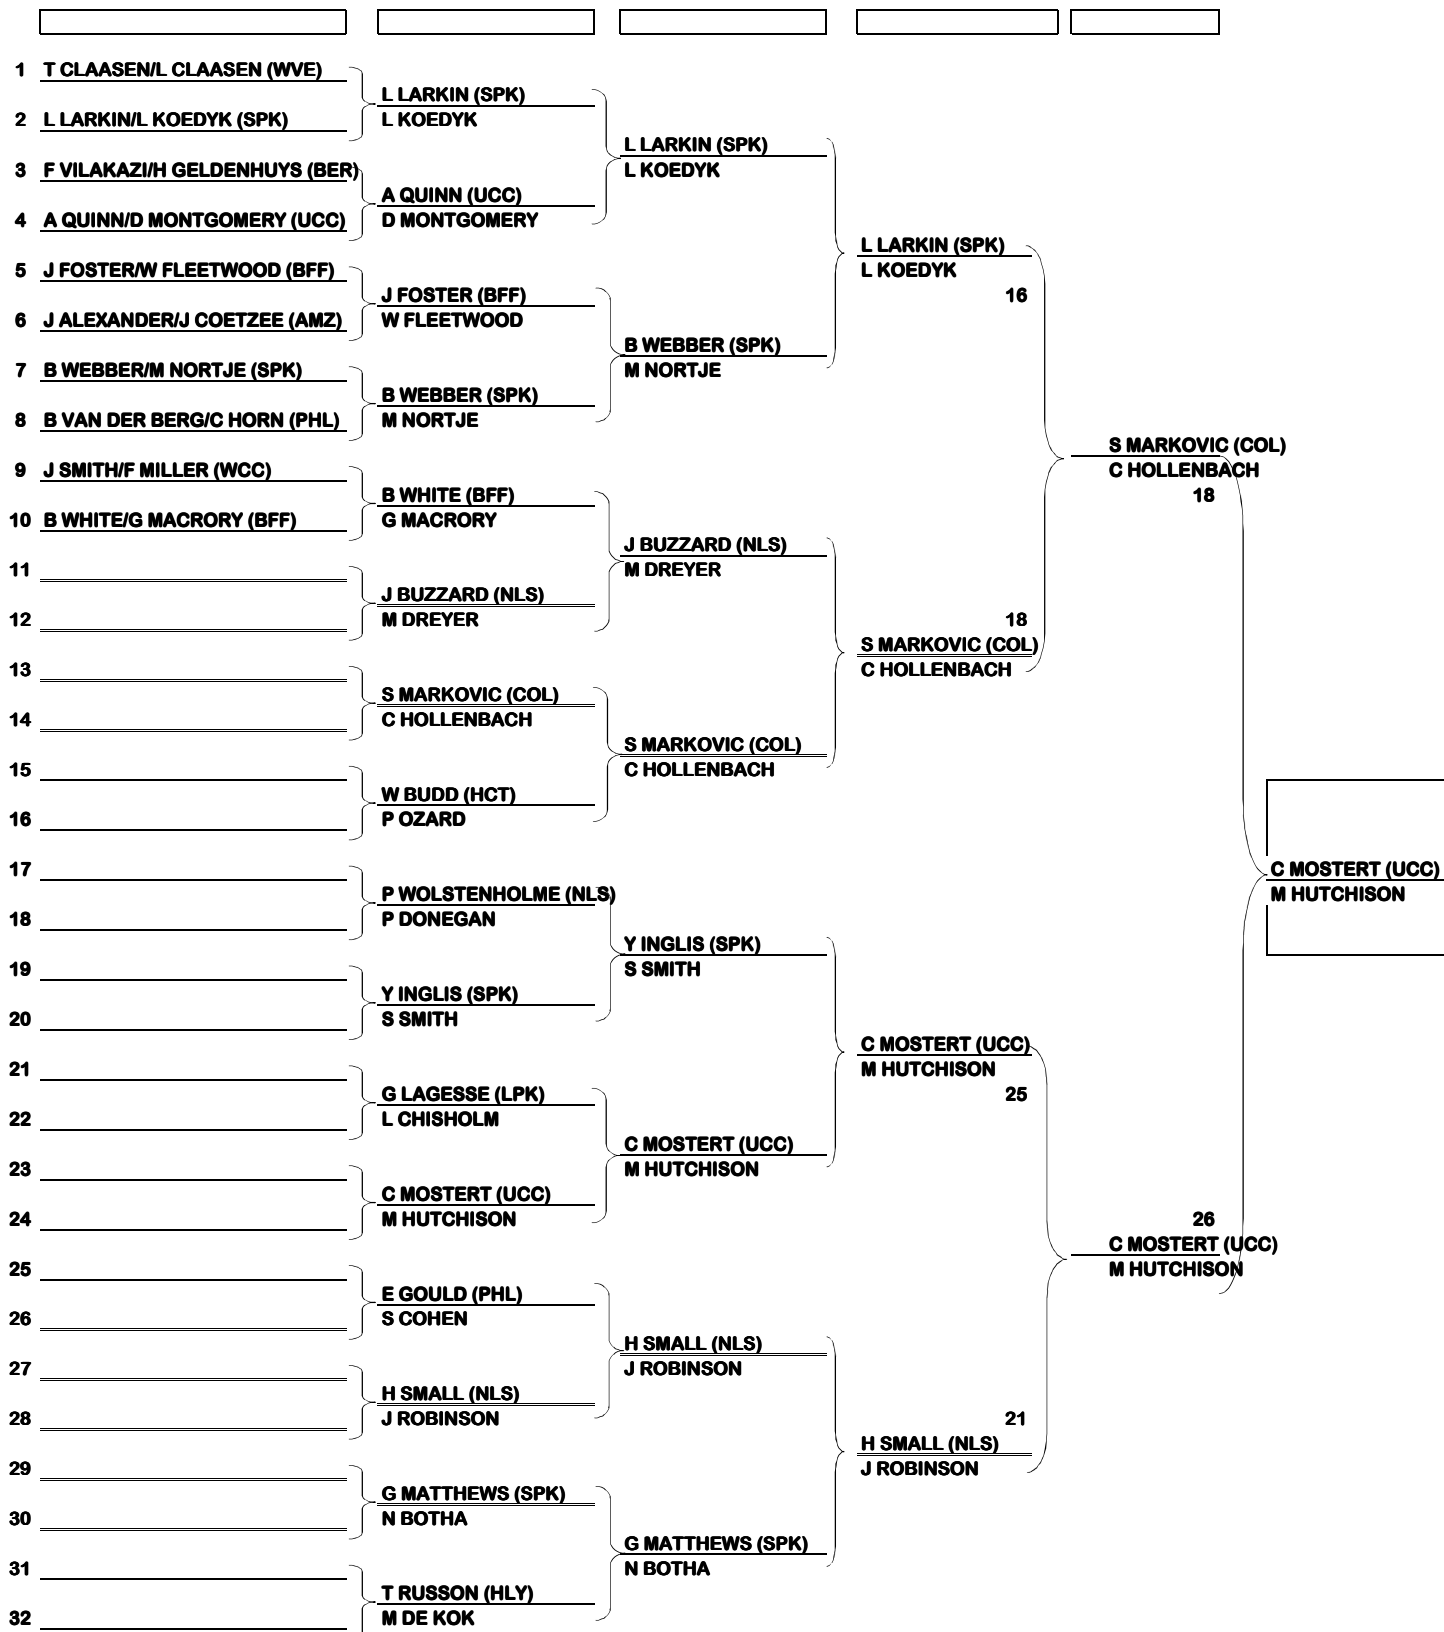 1 T CLAASEN/L CLAASEN (WVE)
L LARKIN (SPK)
2 L LARKIN/L KOEDYK (SPK)
L KOEDYK
L LARKIN (SPK)
3 F VILAKAZI/H GELDENHUYS (BER)
L KOEDYK
A QUINN (UCC)
4 A QUINN/D MONTGOMERY (UCC)
D MONTGOMERY
L LARKIN (SPK)
5 J FOSTER/W FLEETWOOD (BFF)
L KOEDYK
J FOSTER (BFF)
16
6 J ALEXANDER/J COETZEE (AMZ)
W FLEETWOOD
B WEBBER (SPK)
7 B WEBBER/M NORTJE (SPK)
M NORTJE
B WEBBER (SPK)
8 B VAN DER BERG/C HORN (PHL)
M NORTJE
S MARKOVIC (COL)
9 J SMITH/F MILLER (WCC)
C HOLLENBACH
B WHITE (BFF)
18
10 B WHITE/G MACRORY (BFF)
G MACRORY
J BUZZARD (NLS)
11
M DREYER
J BUZZARD (NLS)
12
M DREYER
18
S MARKOVIC (COL)
13
C HOLLENBACH
S MARKOVIC (COL)
14
C HOLLENBACH
S MARKOVIC (COL)
15
C HOLLENBACH
W BUDD (HCT)
16
P OZARD
17
C MOSTERT (UCC)
P WOLSTENHOLME (NLS)
M HUTCHISON
18
P DONEGAN
Y INGLIS (SPK)
19
S SMITH
Y INGLIS (SPK)
20
S SMITH
C MOSTERT (UCC)
21
M HUTCHISON
G LAGESSE (LPK)
25
22
L CHISHOLM
C MOSTERT (UCC)
23
M HUTCHISON
C MOSTERT (UCC)
24
M HUTCHISON
26
C MOSTERT (UCC)
25
M HUTCHISON
E GOULD (PHL)
26
S COHEN
H SMALL (NLS)
27
J ROBINSON
H SMALL (NLS)
28
J ROBINSON
21
H SMALL (NLS)
29
J ROBINSON
G MATTHEWS (SPK)
30
N BOTHA
G MATTHEWS (SPK)
31
N BOTHA
T RUSSON (HLY)
32
M DE KOK